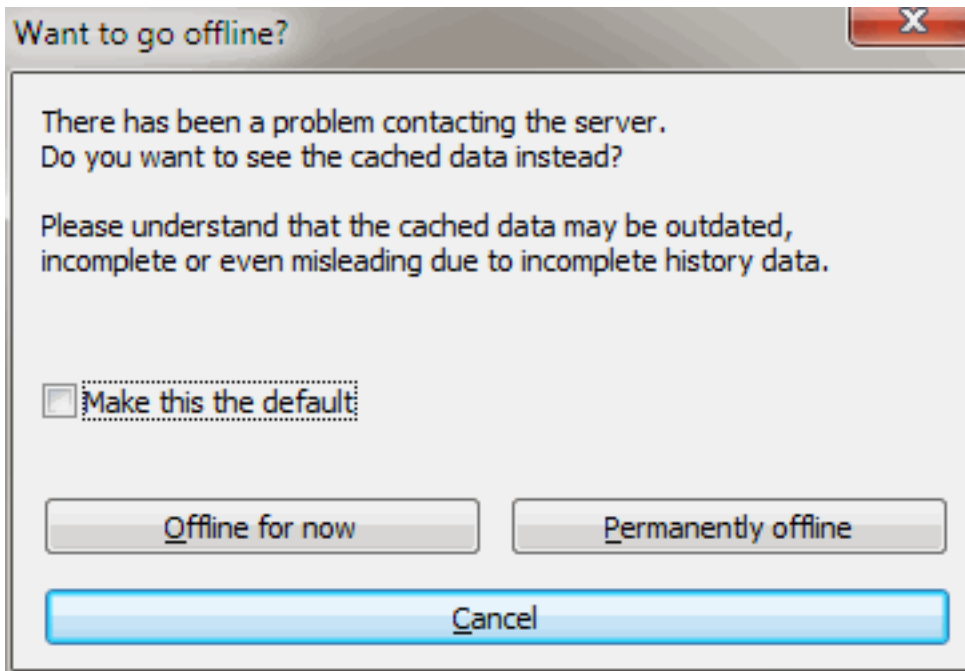 Want to go offline?
There has been a problem contacting the server.
Do you want to see the cached data instead?
Please understand that the cached data may be outdated,
incomplete or even misleading due to incomplete history data.
Make this the default
Offline for now
Permanently offline
Cancel